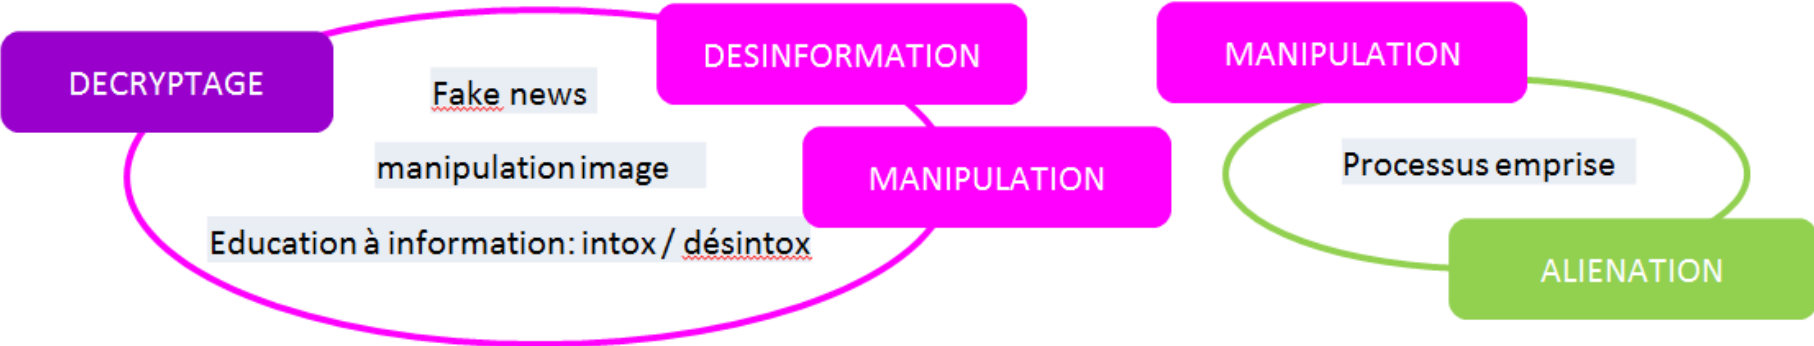 DECRYPTAGE
DESINFORMATION
Fake news
manipulation image
MANIPULATION
Education à information: intox / désintox
MANIPULATION
Processus emprise
ALIENATION